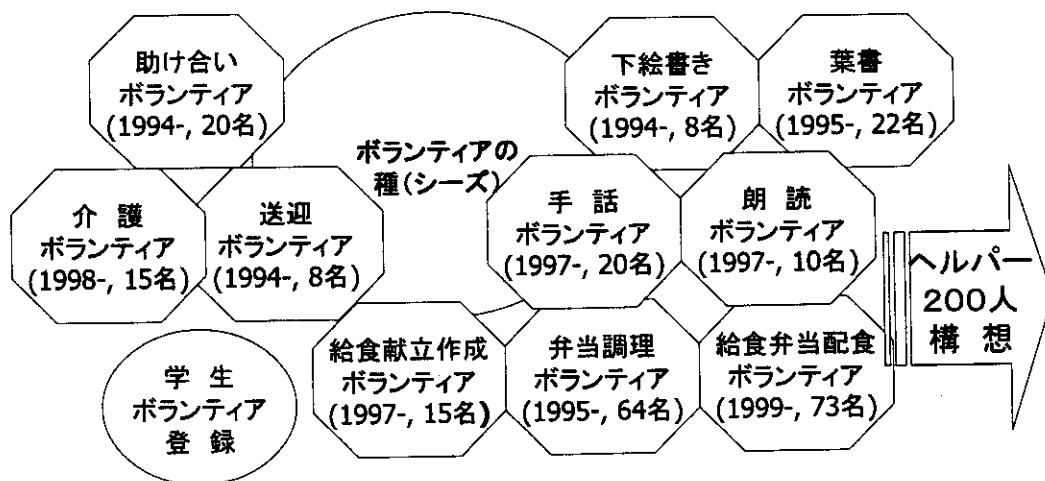 助け合い
ボランティア
(1994-, 20名)
下絵書き
ボランティア
(1994-, 8名)
葉書
ボランティア
(1995-, 22名)
ボランティアの
種(シーズ)
介 護
ボランティア
(1998-, 15名)
送迎
ボランティア
(1994-, 8名)
手 話
ボランティア
(1997-, 20名)
朗 読
ボランティア
(1997-, 10名)
ヘルパー
200人
構 想
学 生
ボランティア
登 録
給食献立作成
ボランティア
(1997-, 15名)
弁当調理
ボランティア
(1995-, 64名)
給食弁当配食
ボランティア
(1999-, 73名)